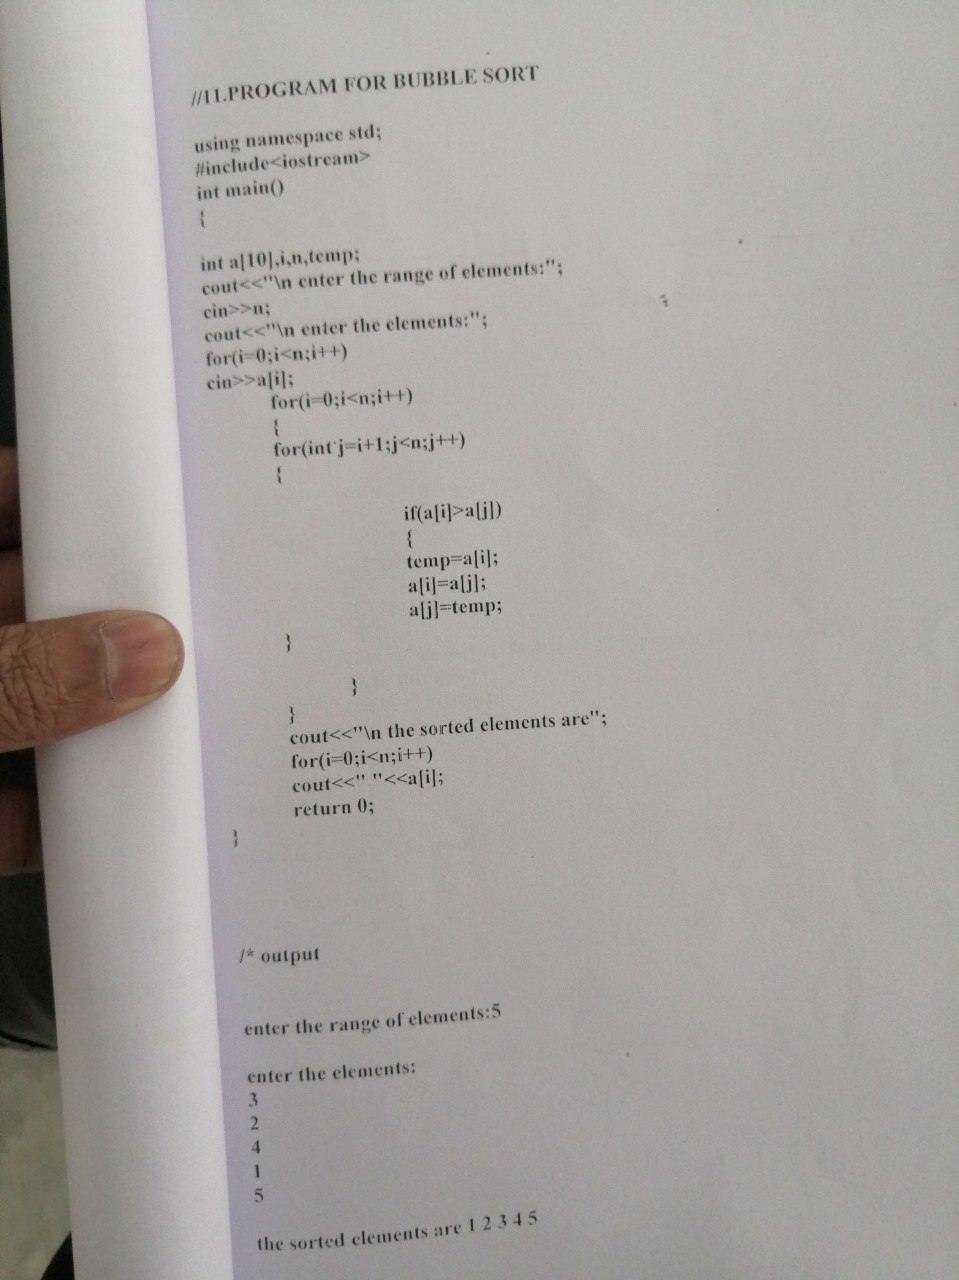 //11.PROGRAM FOR BUBBLE SORT
using namespace std;
#include<iostream>
int main()
{
int a[10],i,n,temp;
cout<<"\n enter the range of elements:";
cin>>n;
cout<<"\n enter the elements:";
for(i=0;i<n;i++)
cin>>a[i];
for(i=0;i<n;i++)
{
for(int j=i+1;j<n;j++)
{
if(a[i]>a[j])
{
temp=a[i];
a[i]=a[j];
a[j]=temp;
}
}
}
cout<<"\n the sorted elements are";
for(i=0;i<n;i++)
cout<<" "<<a[i];
return 0;
}
/* output
enter the range of elements:5
enter the elements:
3
2
4
1
5
the sorted elements are 1 2 3 4 5